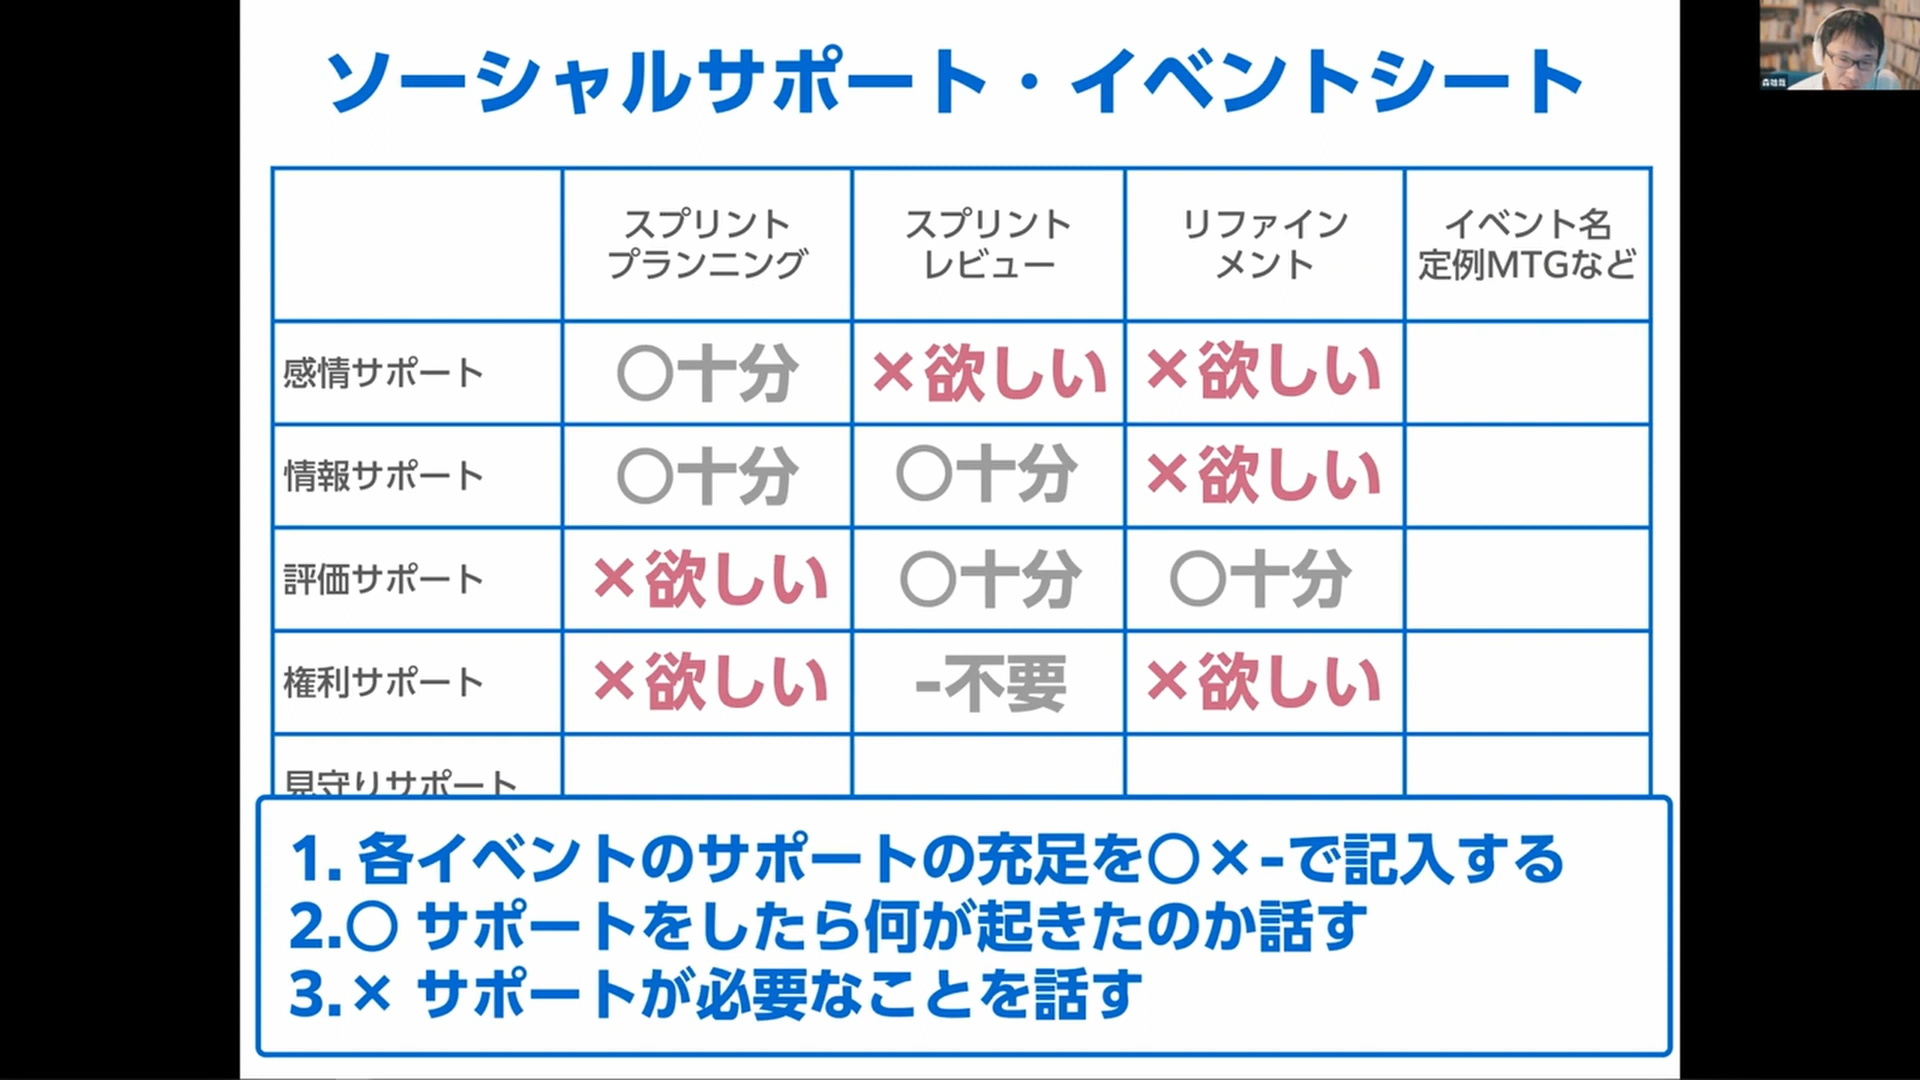 ソーシャルサポート・イベントシート
スプリント
プランニング
スプリント
レビュー
リファイン
メント
イベント名
定例MTGなど
感情サポート
○十分
×欲しい
×欲しい
情報サポート
○十分
○十分
×欲しい
評価サポート
×欲しい
○十分
○十分
権利サポート
×欲しい
-不要
×欲しい
見守りサポート
1. 各イベントのサポートの充足を○×-で記入する
2.○ サポートをしたら何が起きたのか話す
3.× サポートが必要なことを話す